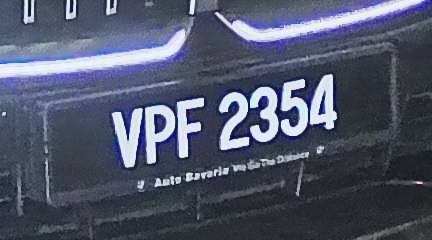 VPF 2354
Auto Bavaria We Go The Distance